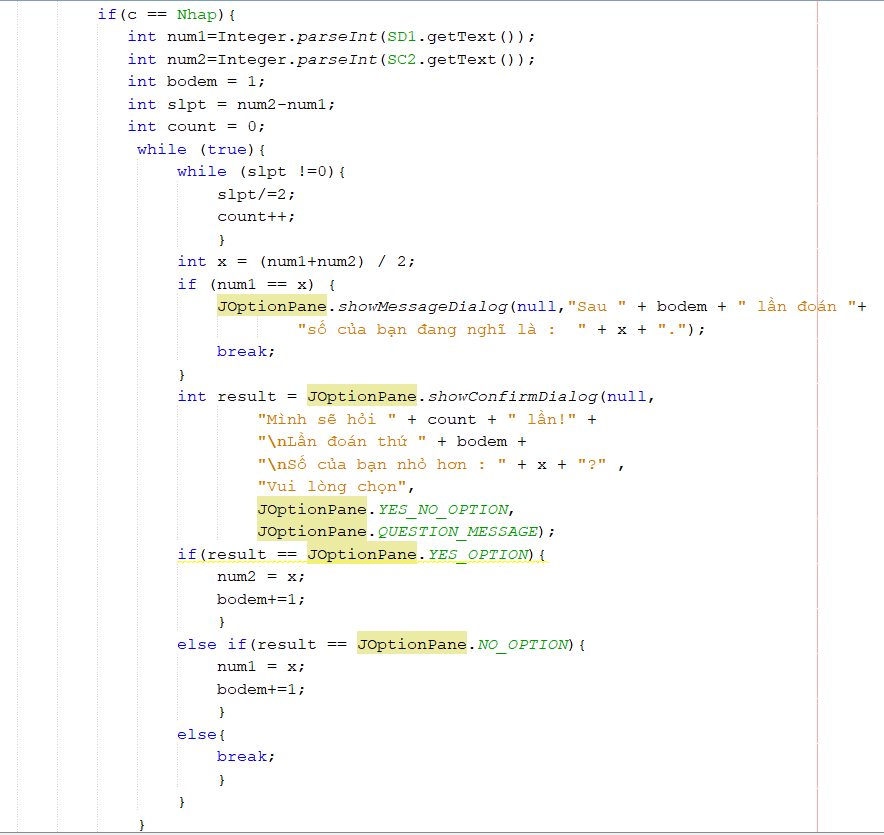 if(c == Nhap){
int num1=Integer.parseInt(SD1.getText());
int num2=Integer.parseInt(SC2.getText());
int bodem = 1;
int slpt = num2-num1;
int count = 0;
while (true){
while (slpt !=0){
slpt/=2;
count++;
}
int x = (num1+num2) / 2;
if (num1 == x) {
JOptionPane.showMessageDialog(null,"Sau " + bodem + " lần đoán "+
"số của bạn đang nghĩ là :  " + x + ".");
break;
}
int result = JOptionPane.showConfirmDialog(null,
"Mình sẽ hỏi " + count + " lần!" +
"\nLần đoán thứ " + bodem +
"\nSố của bạn nhỏ hơn : " + x + "?" ,
"Vui lòng chọn",
JOptionPane.YES_NO_OPTION,
JOptionPane.QUESTION_MESSAGE);
if(result == JOptionPane.YES_OPTION){
num2 = x;
bodem+=1;
}
else if(result == JOptionPane.NO_OPTION){
num1 = x;
bodem+=1;
}
else{
break;
}
}
}